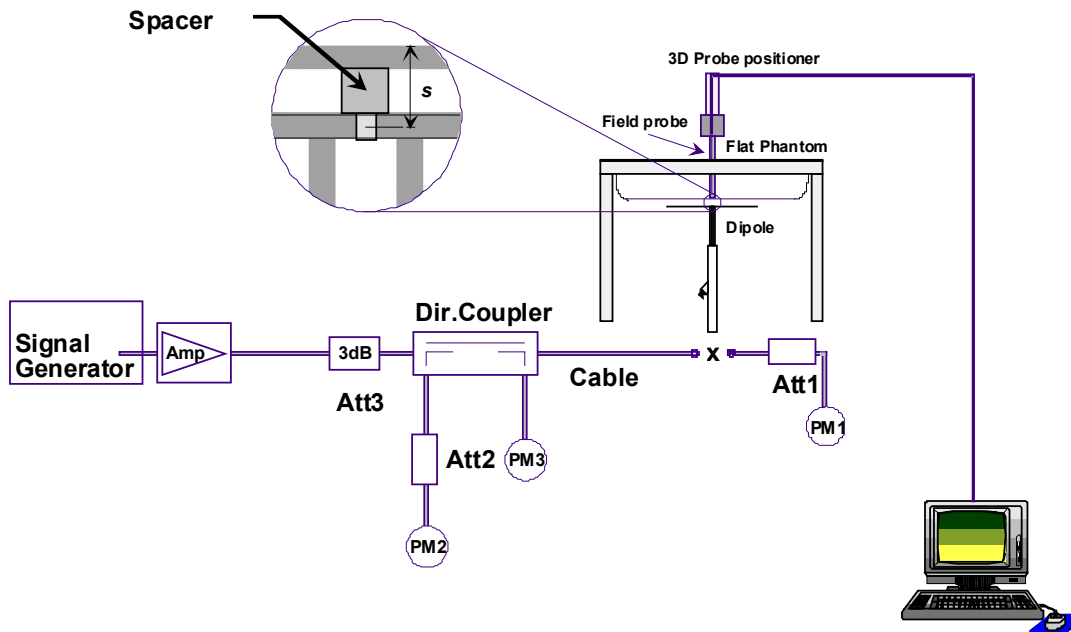 Spacer
s
3D Probe positioner
Field probe
Flat Phantom
Dipole
Signal
Generator
Amp
3dB
Att3
Dir.Coupler
Att2
PM2
PM3
Cable
x
Att1
PM1